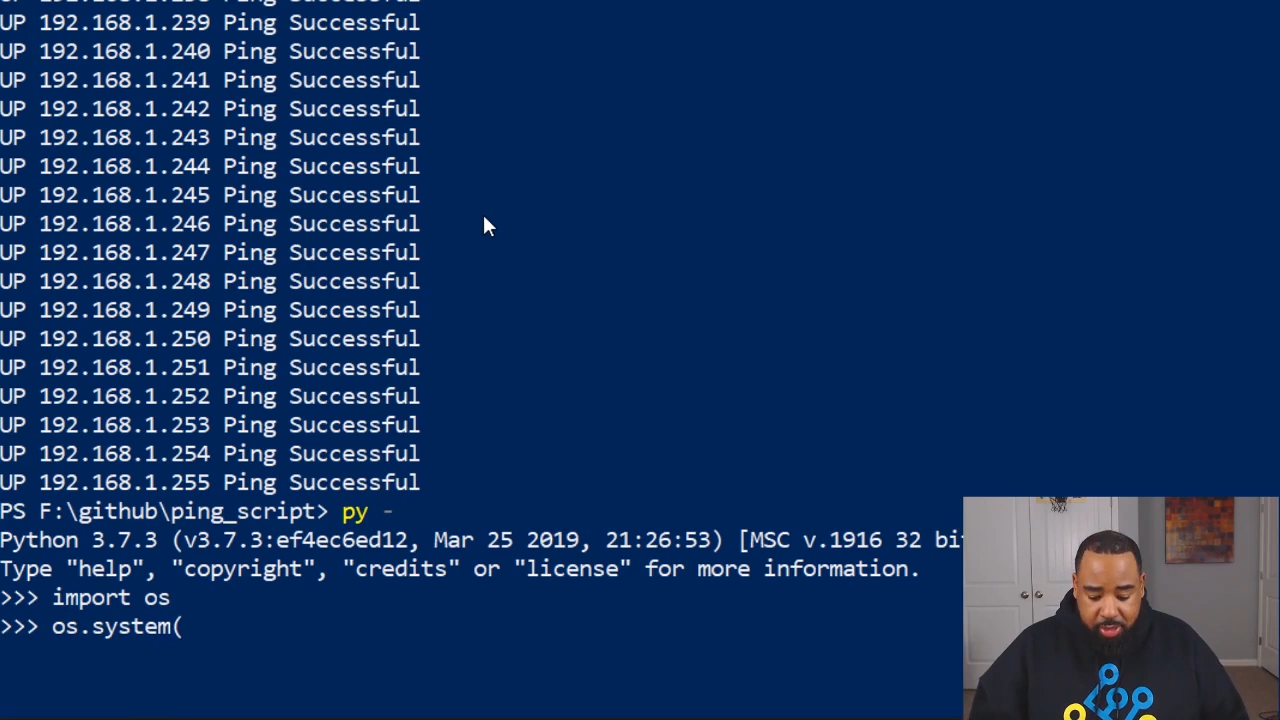 UP 192.168.1.239 Ping Successful
UP 192.168.1.240 Ping Successful
UP 192.168.1.241 Ping Successful
UP 192.168.1.242 Ping Successful
UP 192.168.1.243 Ping Successful
UP 192.168.1.244 Ping Successful
UP 192.168.1.245 Ping Successful
UP 192.168.1.246 Ping Successful
UP 192.168.1.247 Ping Successful
UP 192.168.1.248 Ping Successful
UP 192.168.1.249 Ping Successful
UP 192.168.1.250 Ping Successful
UP 192.168.1.251 Ping Successful
UP 192.168.1.252 Ping Successful
UP 192.168.1.253 Ping Successful
UP 192.168.1.254 Ping Successful
UP 192.168.1.255 Ping Successful
PS F:\github\ping_script> py -
Python 3.7.3 (v3.7.3:ef4ec6ed12, Mar 25 2019, 21:26:53) [MSC v.1916 32 bi
Type "help", "copyright", "credits" or "license" for more information.
>>> import os
>>> os.system(